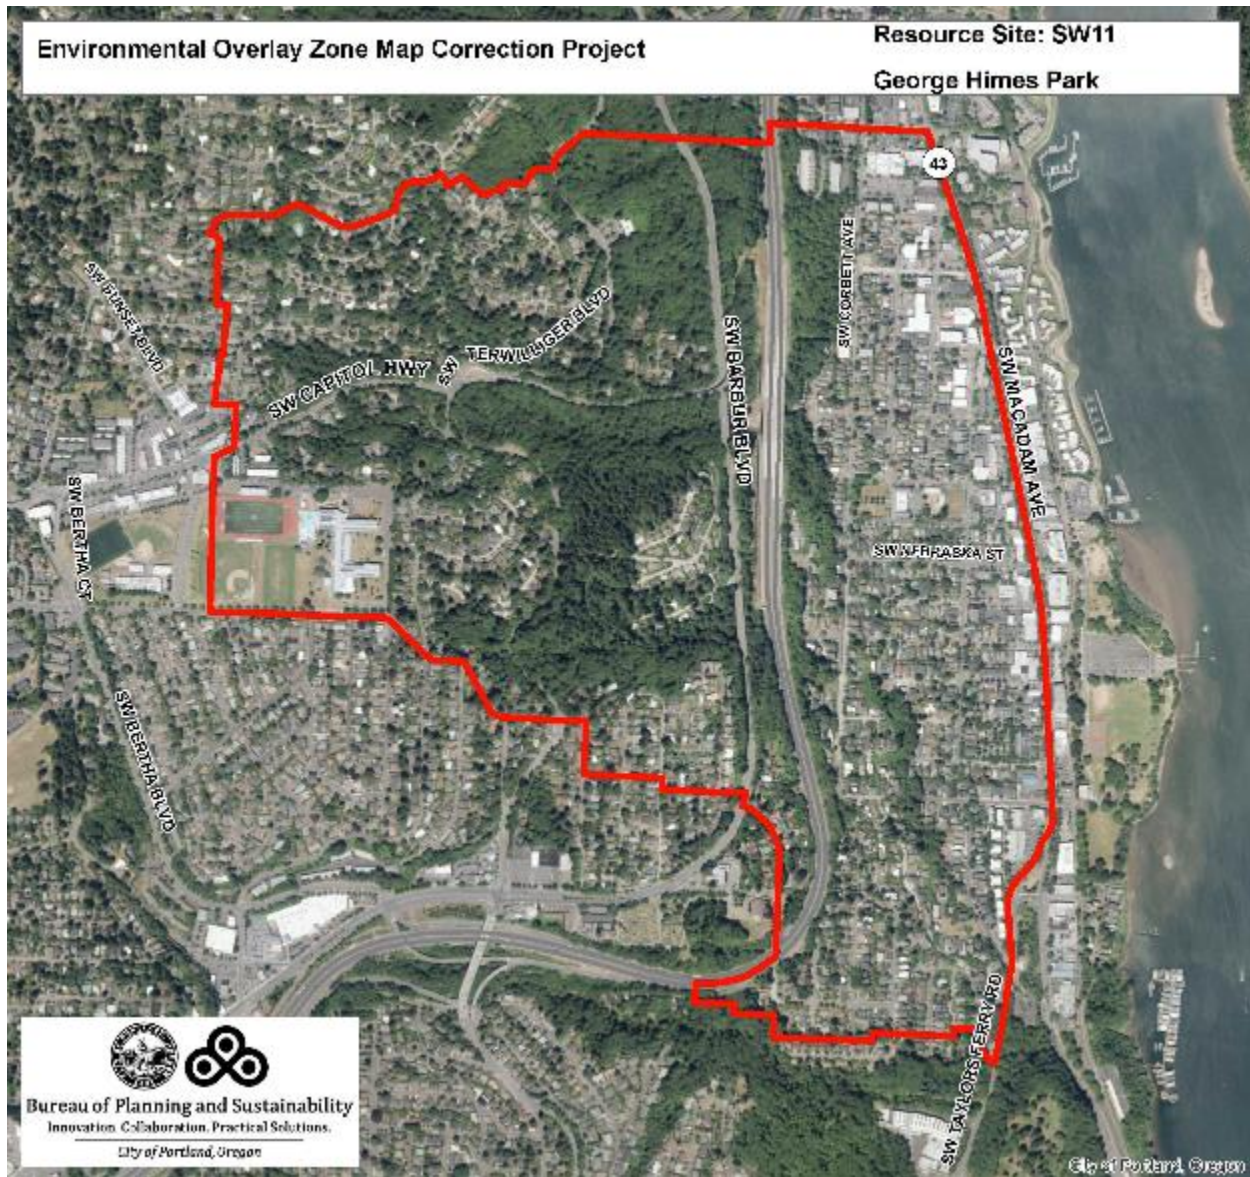 Environmental Overlay Zone Map Correction Project
Resource Site: SW11
George Himes Park
43
SW CORBETT AVE
SW SUNSET BLVD
SW CAPITOL HWY
SW TERWILLIGER BLVD
SW BARBUR BLVD
SW MACADAM AVE
SW BERTHA CT
SW NEBRASKA ST
SW BERTHA BLVD
SW TAYLORS FERRY RD
Bureau of Planning and Sustainability
Innovation. Collaboration. Practical Solutions.
City of Portland, Oregon
City of Portland, Oregon